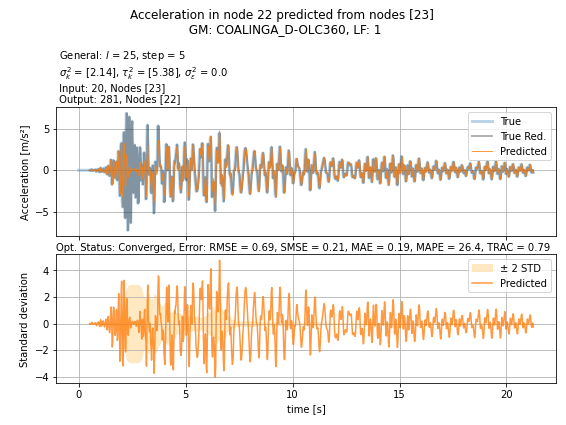 Acceleration in node 22 predicted from nodes [23]
GM: COALINGA_D-OLC360, LF: 1
General: l = 25, step = 5
σ²ₖ = [2.14], τ²ₖ = [5.38], σ²ε = 0.0
Input: 20, Nodes [23]
Output: 281, Nodes [22]
Acceleration [m/s²]
5
0
−5
True
True Red.
Predicted
Opt. Status: Converged, Error: RMSE = 0.69, SMSE = 0.21, MAE = 0.19, MAPE = 26.4, TRAC = 0.79
Standard deviation
4
2
0
−2
−4
± 2 STD
Predicted
0 5 10 15 20
time [s]